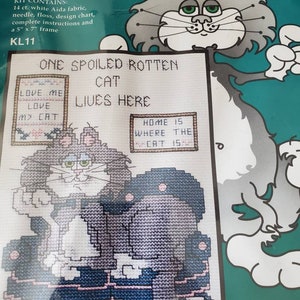 KIT CONTAINS:
14 ct. white Aida fabric,
needle, floss, design chart,
complete instructions and
a 5" x 7" frame
KL11
ONE SPOILED ROTTEN
CAT
LIVES HERE
LOVE ME
LOVE
MY CAT
HOME IS
WHERE THE
CAT IS